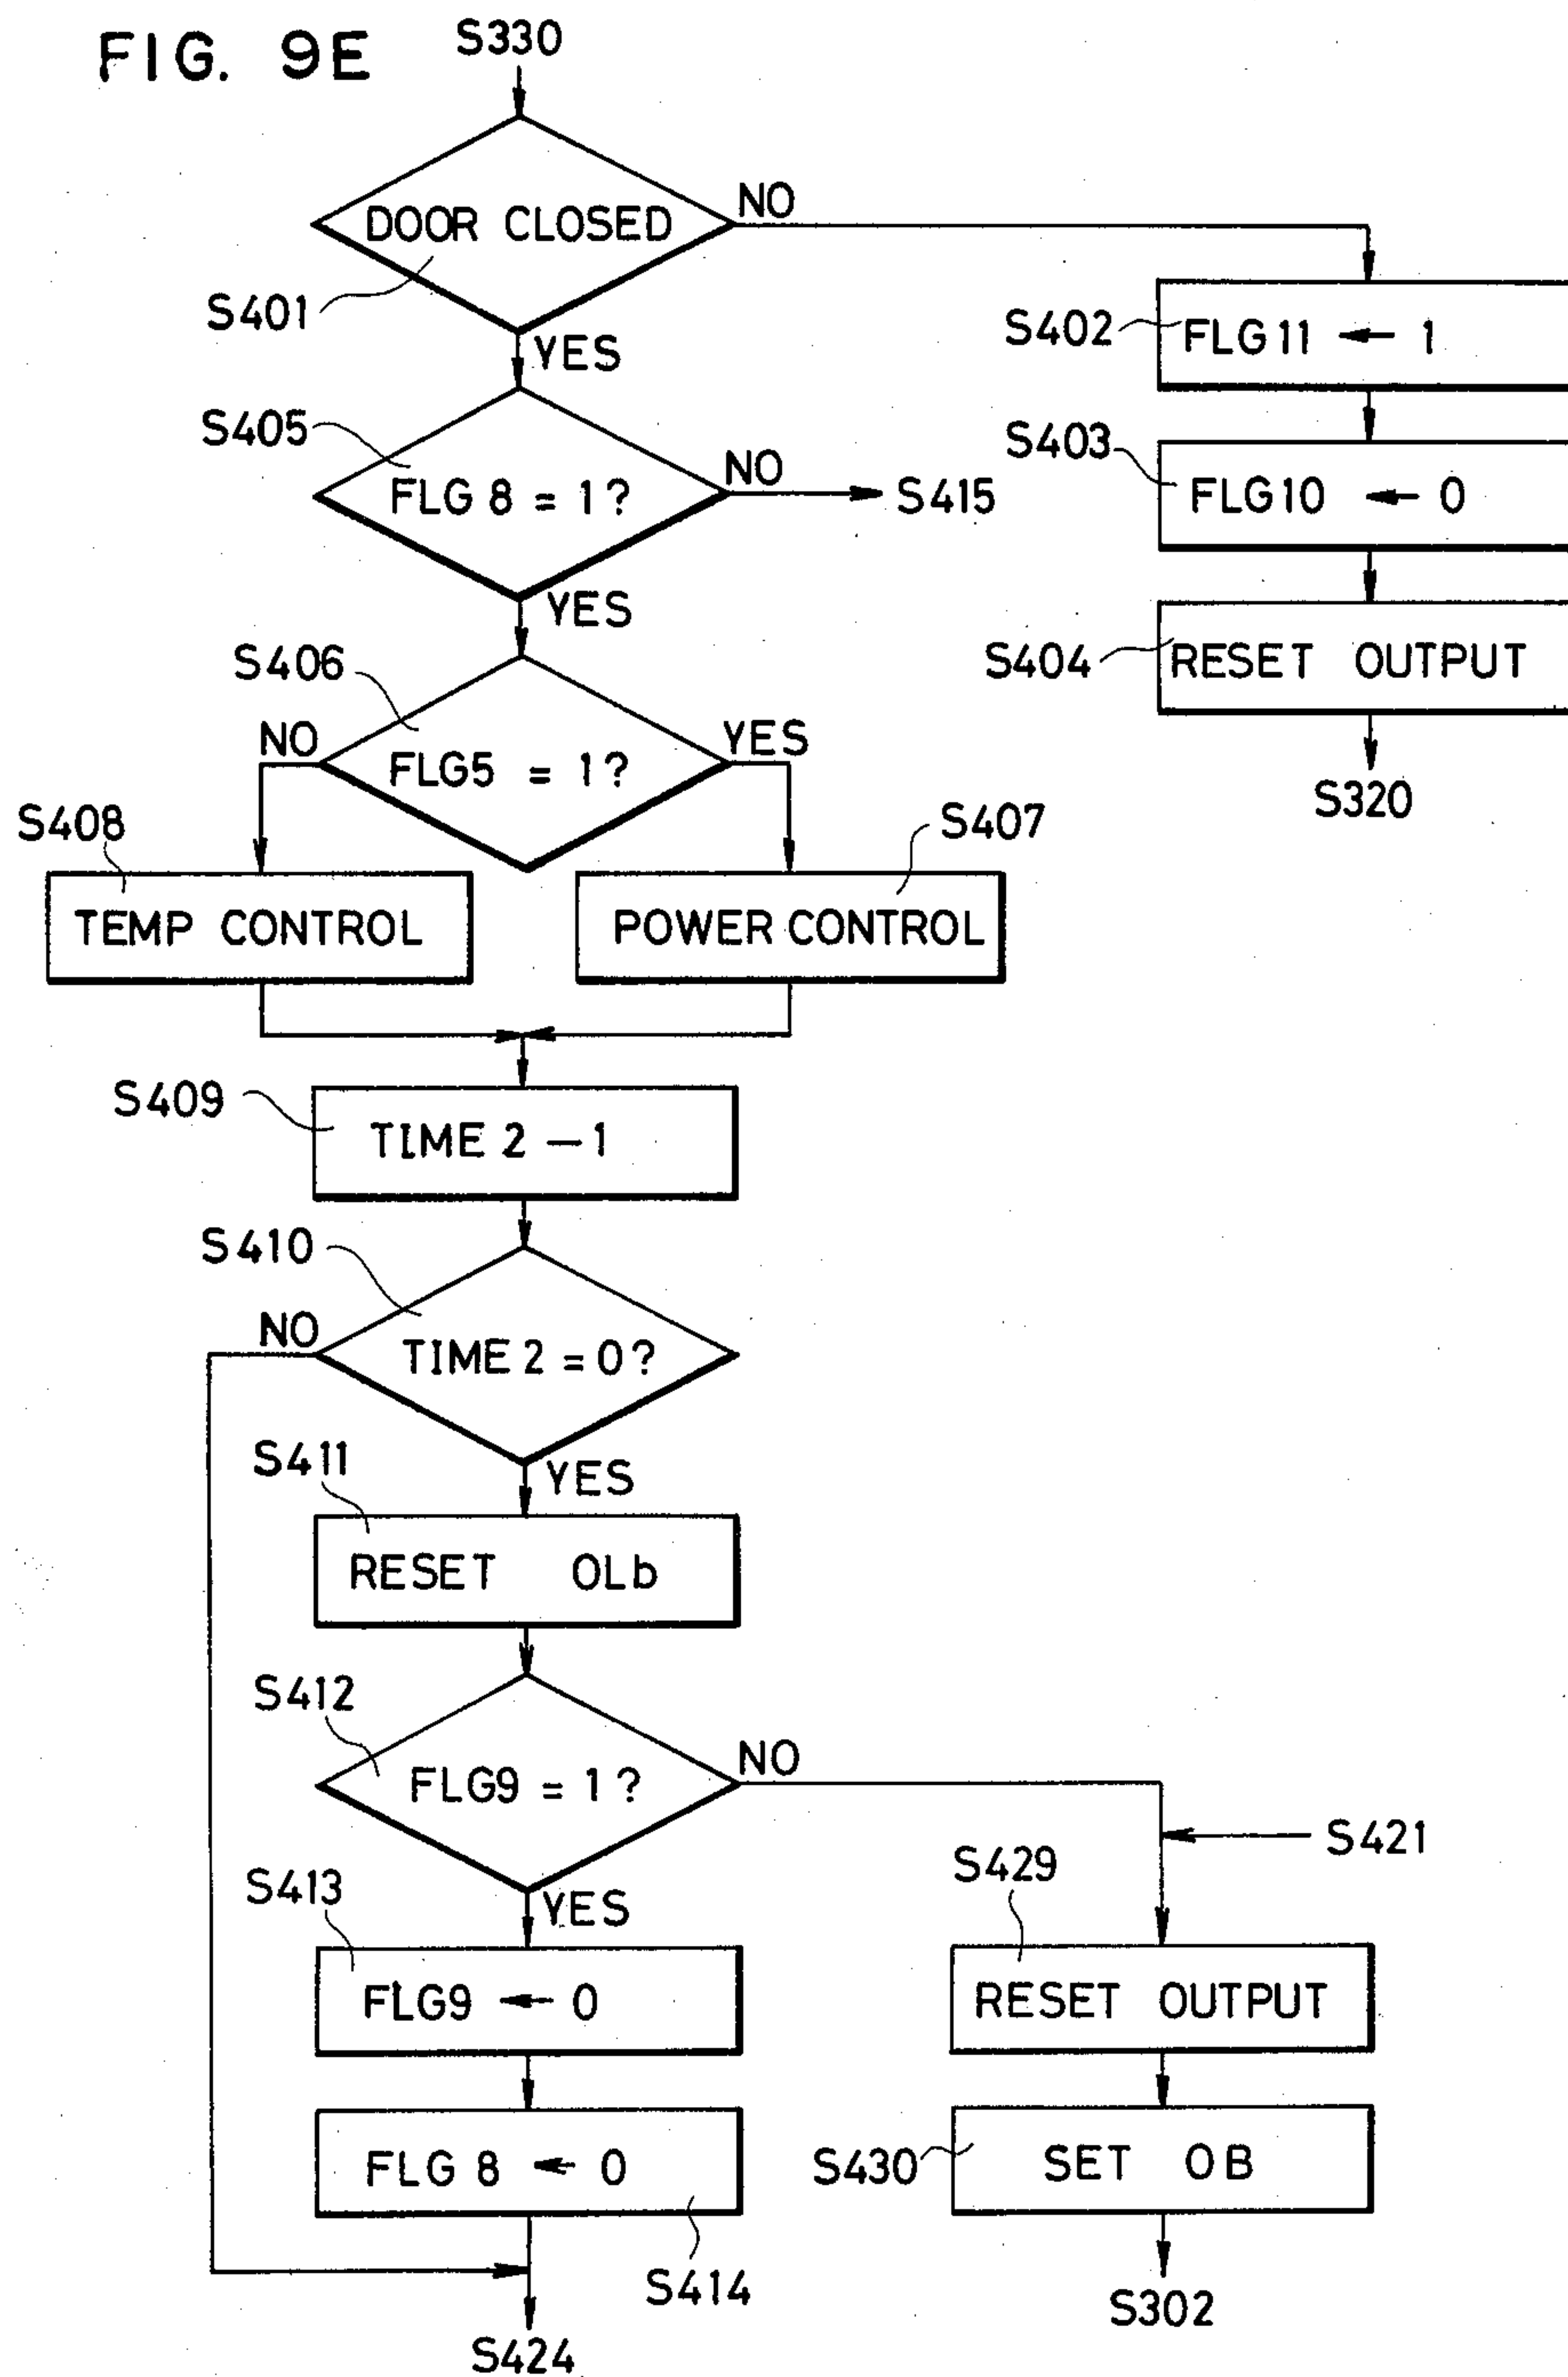 FIG. 9E
S330
DOOR CLOSED
NO
S401
YES
S402
FLG11 ← 1
S405
FLG 8 = 1?
NO
S415
S403
FLG10 ← 0
YES
S406
NO
FLG5 = 1?
YES
S404
RESET OUTPUT
S320
S408
S407
TEMP CONTROL
POWER CONTROL
S409
TIME 2 – 1
S410
NO
TIME 2 = 0?
S411
YES
RESET OLb
S412
FLG9 = 1?
NO
S421
S413
YES
S429
FLG9 ← 0
RESET OUTPUT
FLG 8 ← 0
S430
SET OB
S414
S302
S424